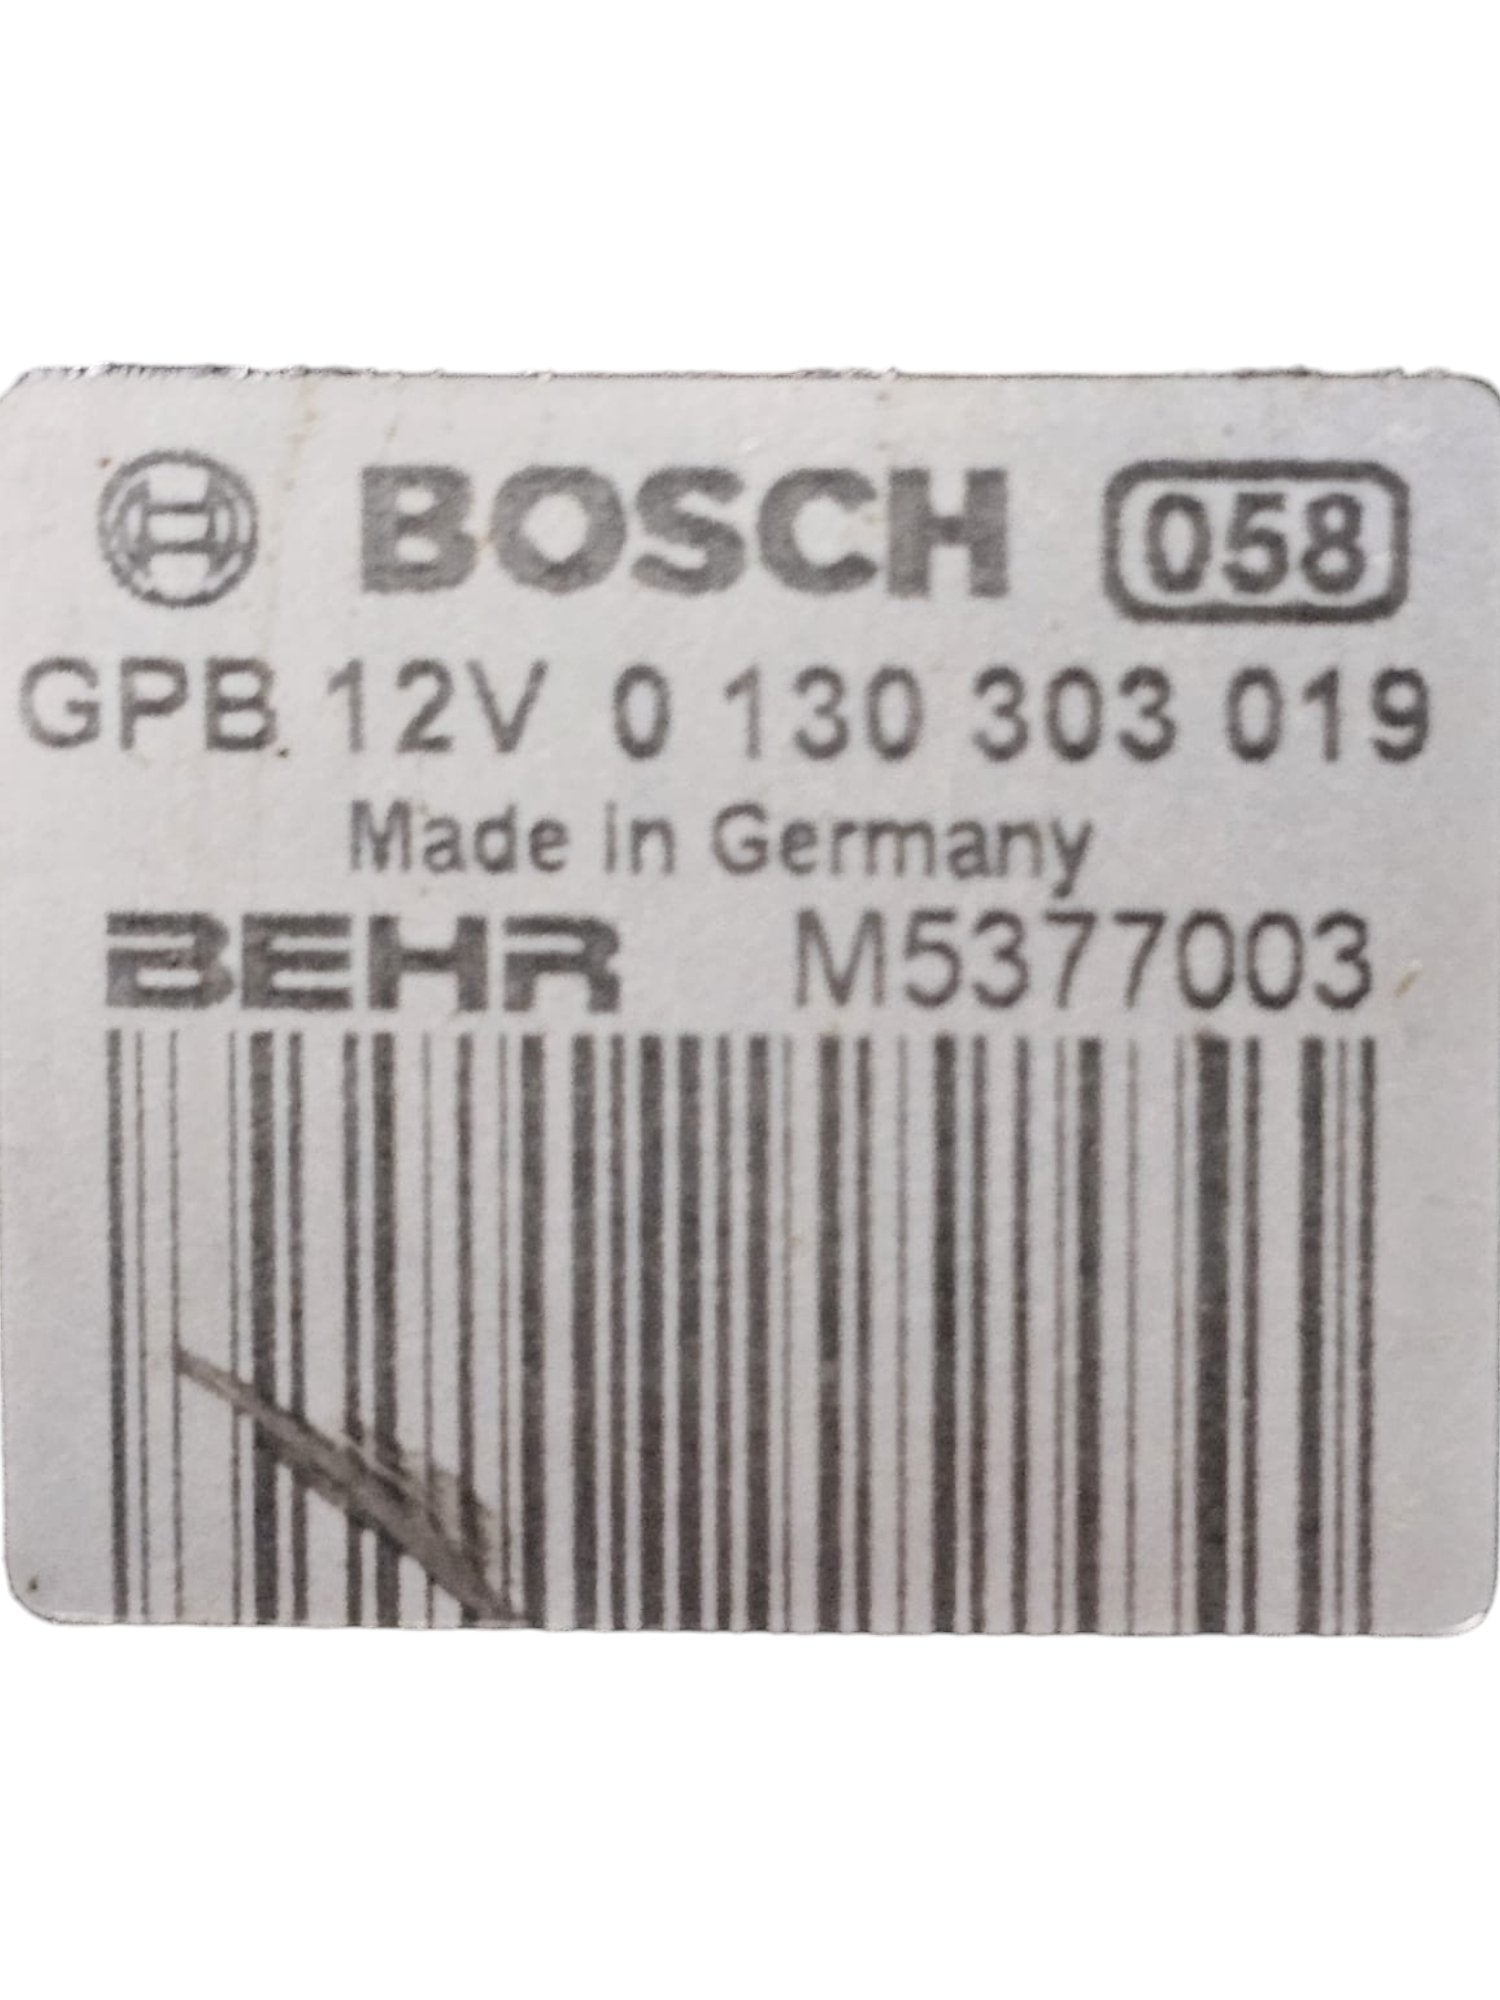 BOSCH 058
GPB 12V 0 130 303 019
Made in Germany
BEHR M5377003